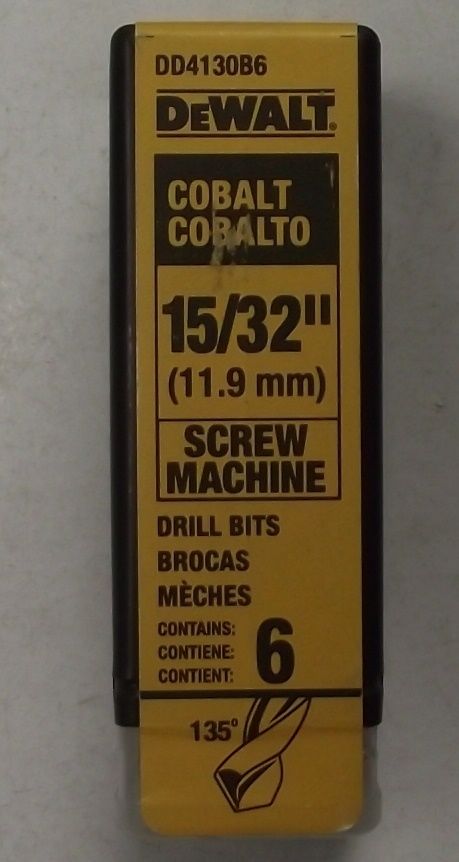 DD4130B6
DEWALT®
COBALT
COBALTO
15/32"
(11.9 mm)
SCREW
MACHINE
DRILL BITS
BROCAS
MÈCHES
CONTAINS:
CONTIENE:
CONTIENT:
6
135°